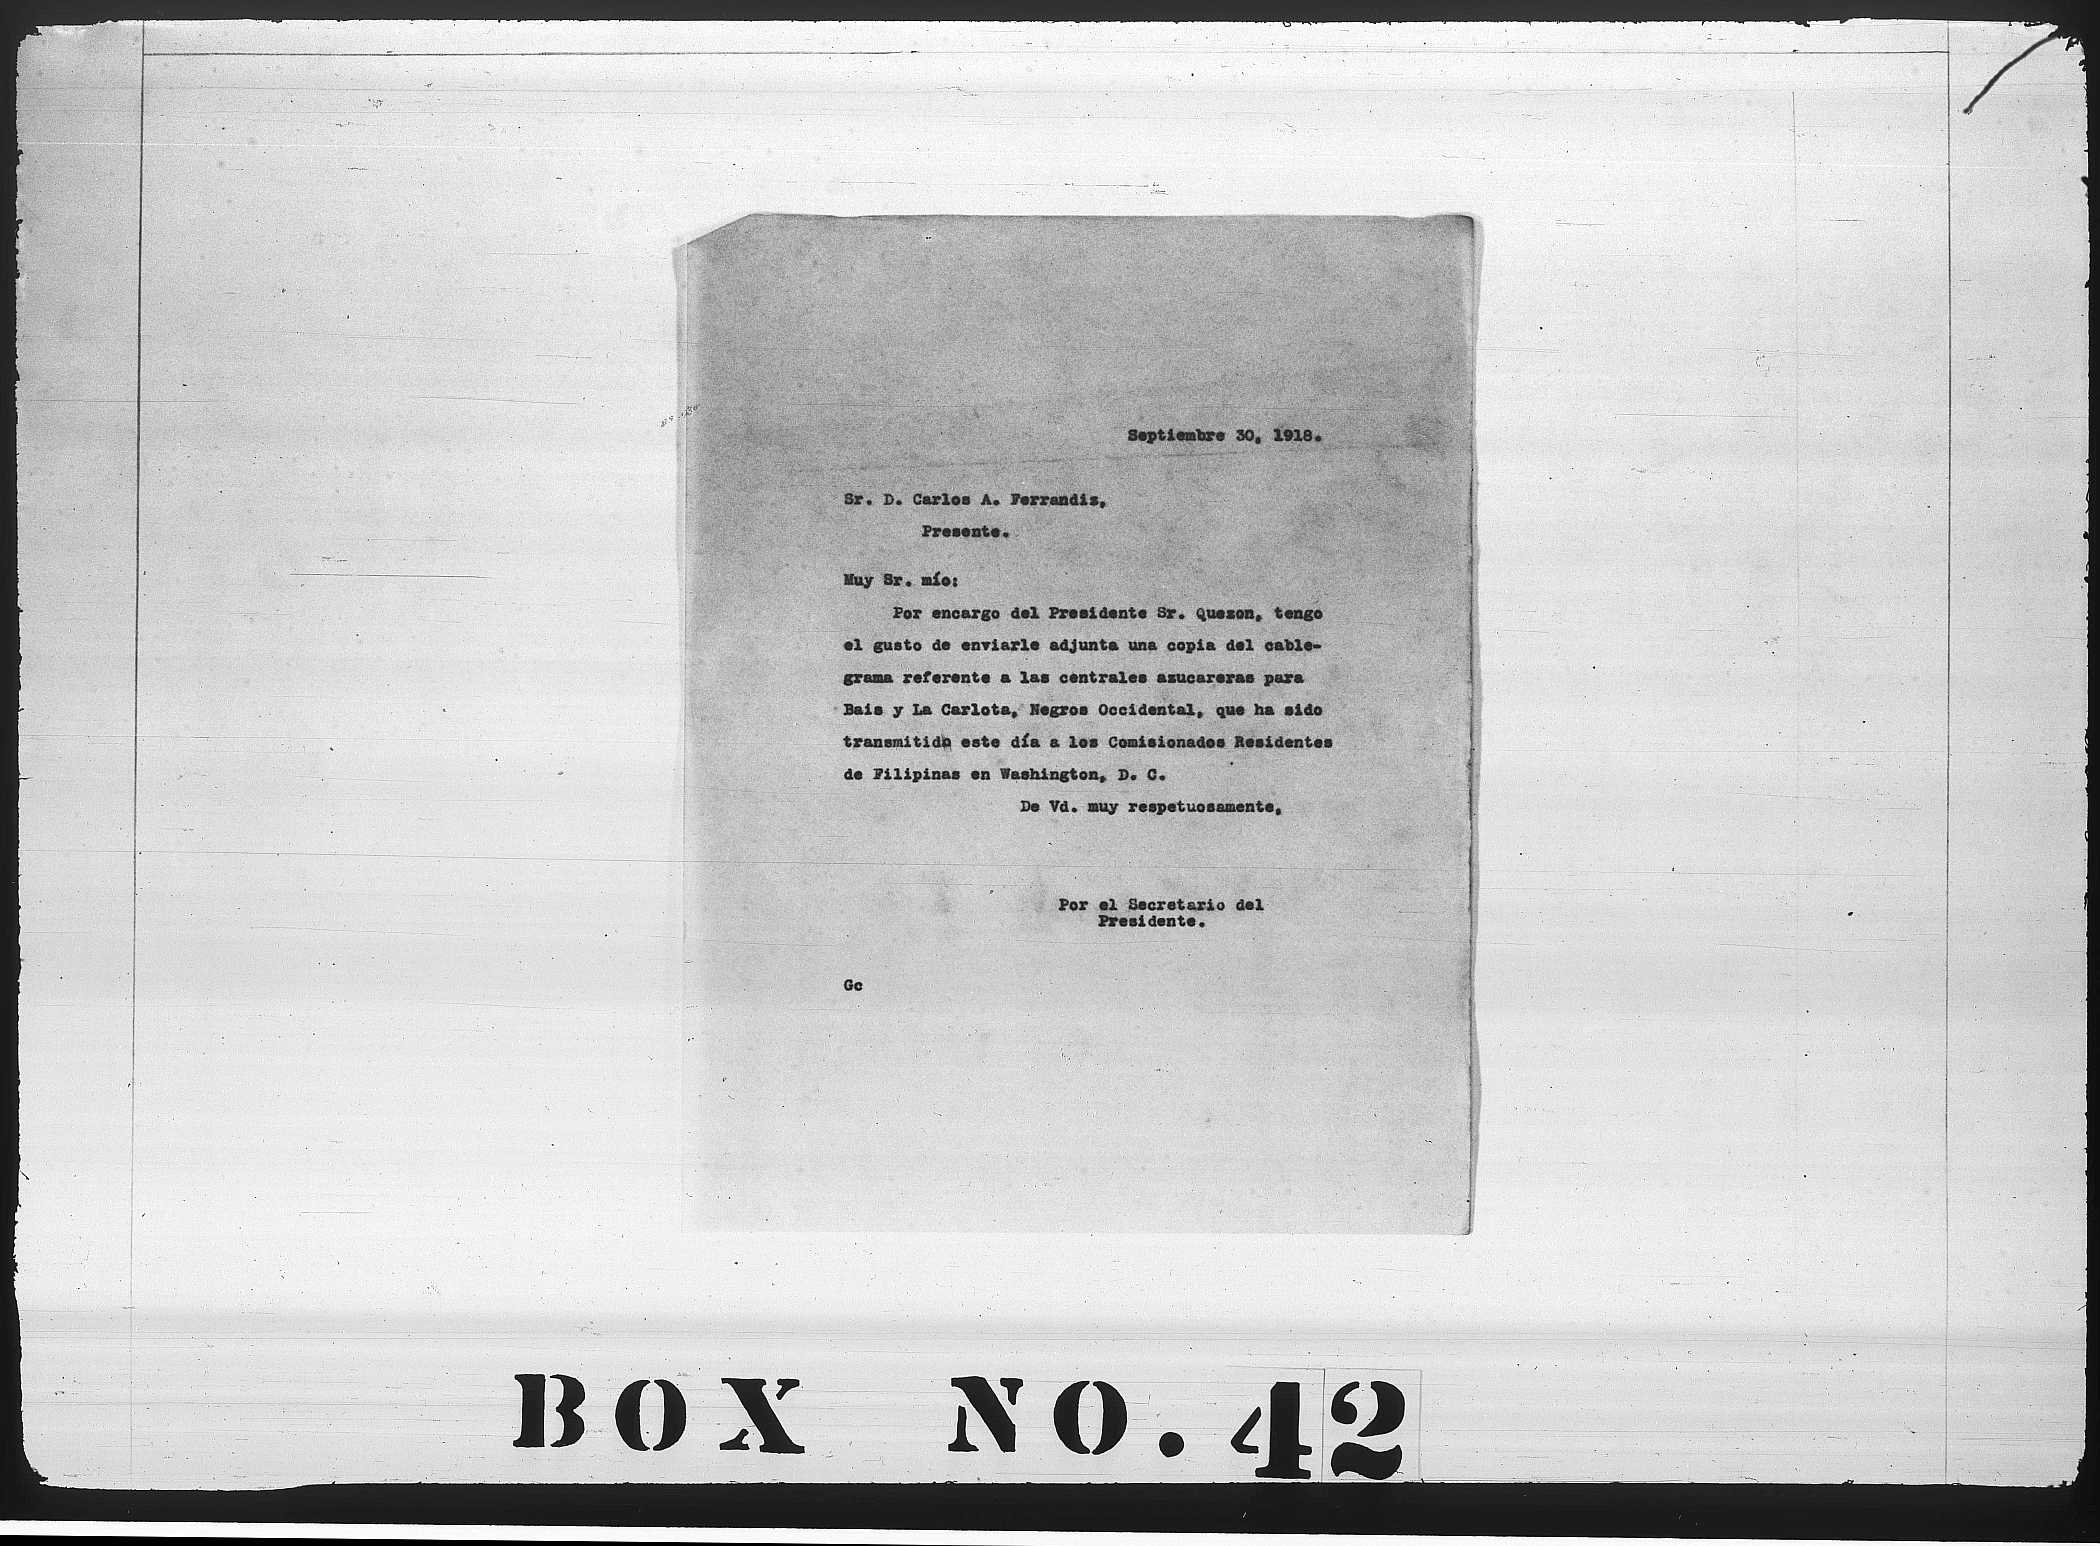 Septiembre 30, 1918.
Sr. D. Carlos A. Ferrandiz,
Presente.
Muy Sr. mío:
Por encargo del Presidente Sr. Quezon, tengo
el gusto de enviarle adjunta una copia del cable-
grama referente a las centrales azucareras para
Bais y La Carlota, Negros Occidental, que ha sido
transmitido este día a los Comisionados Residentes
de Filipinas en Washington, D. C.
De Vd. muy respetuosamente,
Por el Secretario del
Presidente.
Gc
BOX NO. 42